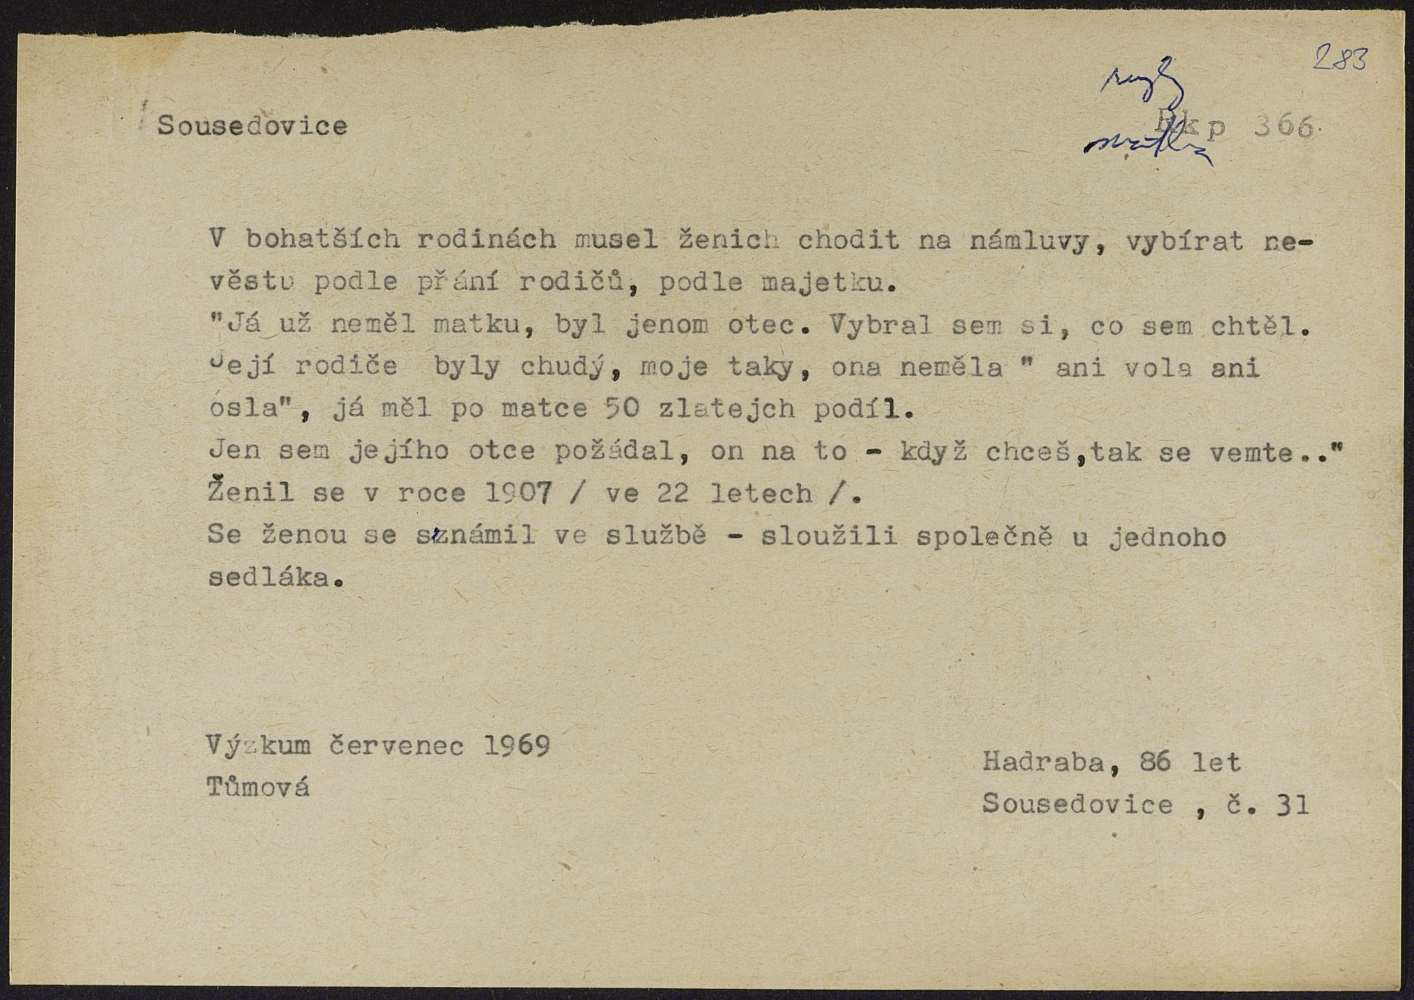 283
Sousedovice
Rkp 366
svatba
V bohatších rodinách musel ženich chodit na námluvy, vybírat ne-
věstu podle přání rodičů, podle majetku.
"Já už neměl matku, byl jenom otec. Vybral sem si, co sem chtěl.
Její rodiče byly chudý, moje taky, ona neměla " ani vola ani
osla", já měl po matce 50 zlatejch podíl.
Jen sem jejího otce požádal, on na to - když chceš,tak se vemte.."
Ženil se v roce 1907 / ve 22 letech /.
Se ženou se sznámil ve službě - sloužili společně u jednoho
sedláka.
Výzkum červenec 1969
Tůmová
Hadraba, 86 let
Sousedovice , č. 31